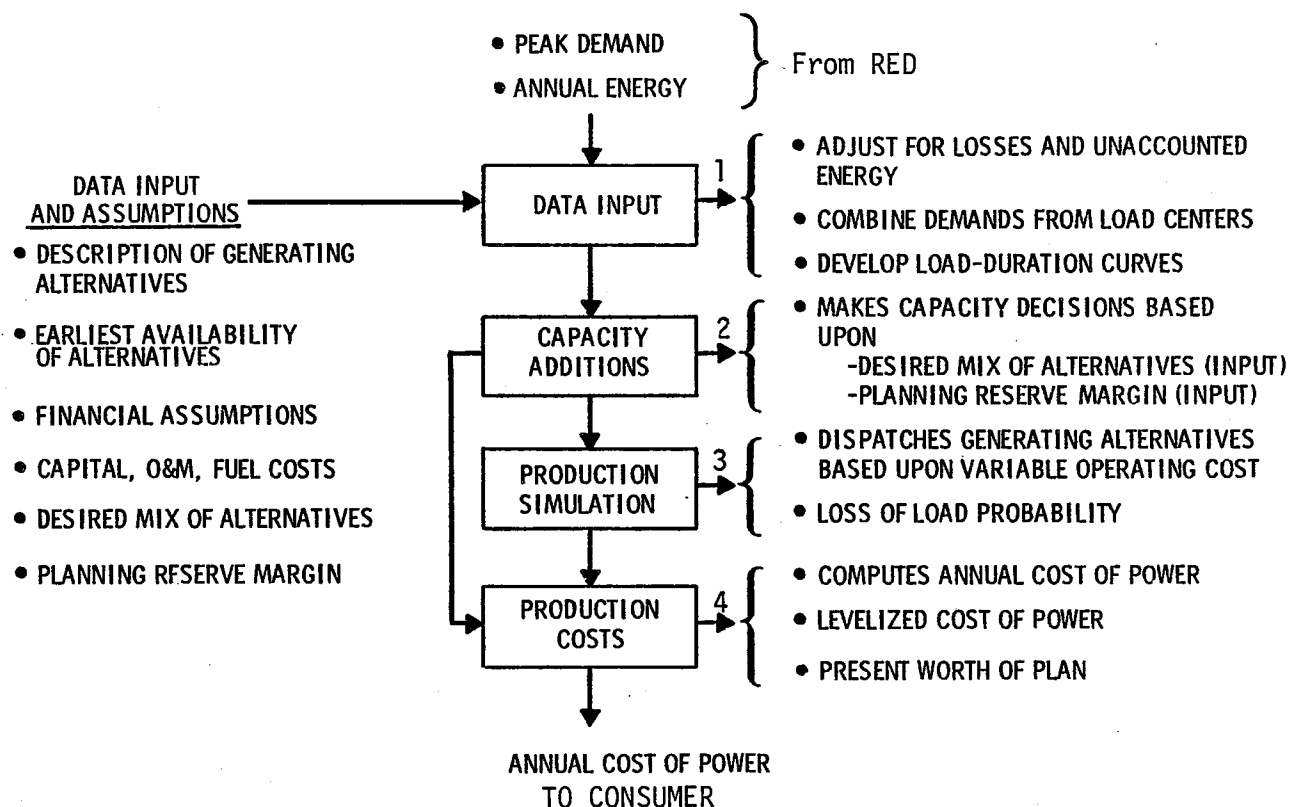 • PEAK DEMAND
• ANNUAL ENERGY
From RED
DATA INPUT
AND ASSUMPTIONS
• DESCRIPTION OF GENERATING
ALTERNATIVES
• EARLIEST AVAILABILITY
OF ALTERNATIVES
• FINANCIAL ASSUMPTIONS
• CAPITAL, O&M, FUEL COSTS
• DESIRED MIX OF ALTERNATIVES
• PLANNING RESERVE MARGIN
DATA INPUT
1
• ADJUST FOR LOSSES AND UNACCOUNTED
ENERGY
• COMBINE DEMANDS FROM LOAD CENTERS
• DEVELOP LOAD-DURATION CURVES
CAPACITY
ADDITIONS
2
• MAKES CAPACITY DECISIONS BASED
UPON
-DESIRED MIX OF ALTERNATIVES (INPUT)
-PLANNING RESERVE MARGIN (INPUT)
PRODUCTION
SIMULATION
3
• DISPATCHES GENERATING ALTERNATIVES
BASED UPON VARIABLE OPERATING COST
• LOSS OF LOAD PROBABILITY
PRODUCTION
COSTS
4
• COMPUTES ANNUAL COST OF POWER
• LEVELIZED COST OF POWER
• PRESENT WORTH OF PLAN
ANNUAL COST OF POWER
TO CONSUMER